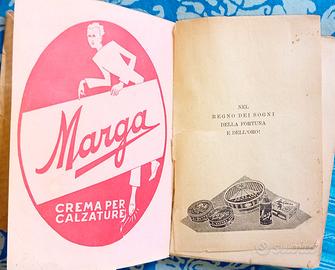 Marga
CREMA PER
CALZATURE
NEL
REGNO DEI SOGNI
DELLA FORTUNA
E DELL'ORO!